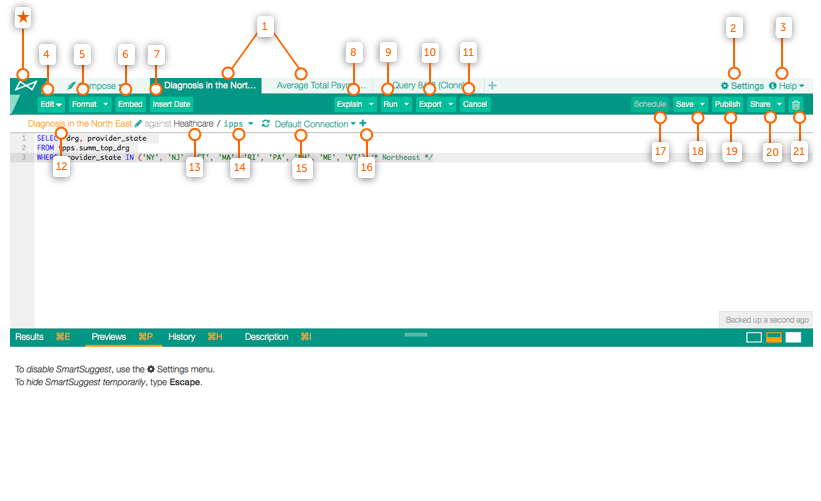 ★ 1 2 3
4 5 6 7 8 9 10 11
Compose Diagnosis in the Nort... Average Total Paym... Query 8/ (Clone) + Settings Help
Edit Format Embed Insert Date Explain Run Export Cancel Schedule Save Publish Share
Diagnosis in the North East against Healthcare / ipps Default Connection +
1 SELECT drg, provider_state
2 FROM ipps.summ_top_drg
3 WHERE provider_state IN ('NY', 'NJ', 'CT', 'MA', 'RI', 'PA', 'NH', 'ME', 'VT') /* Northeast */
12 13 14 15 16 17 18 19 20 21
Backed up a second ago
Results ⌘E Previews ⌘P History ⌘H Description ⌘I
To disable SmartSuggest, use the Settings menu.
To hide SmartSuggest temporarily, type Escape.